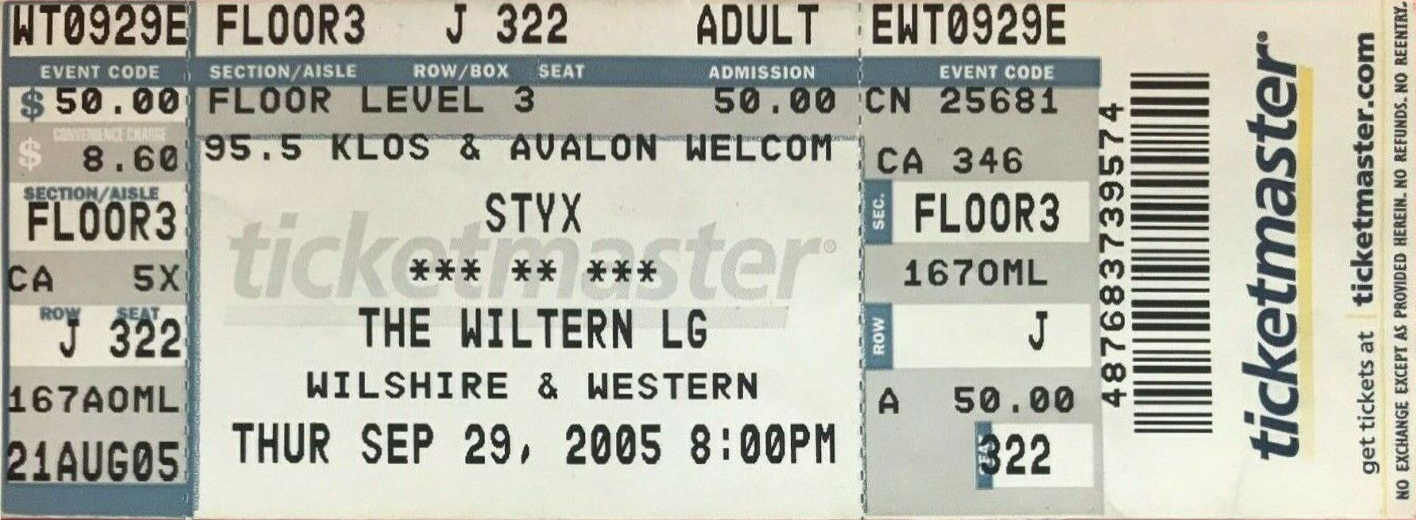 WT0929E
EVENT CODE
$ 50.00
CONVENIENCE CHARGE
$ 8.60
SECTION/AISLE
FLOOR3
CA 5X
ROW SEAT
J 322
167AOML
21AUG05
FLOOR3 J 322 ADULT
SECTION/AISLE ROW/BOX SEAT ADMISSION
FLOOR LEVEL 3 50.00
95.5 KLOS & AVALON WELCOM
STYX
ticketmaster®
*** ** ***
THE WILTERN LG
WILSHIRE & WESTERN
THUR SEP 29, 2005 8:00PM
EWT0929E
EVENT CODE
CN 25681
CA 346
SEC. FLOOR3
167OML
ROW J
A 50.00
SEAT 322
487683739574
ticketmaster®
get tickets at ticketmaster.com
NO EXCHANGE EXCEPT AS PROVIDED HEREIN. NO REFUNDS. NO REENTRY.